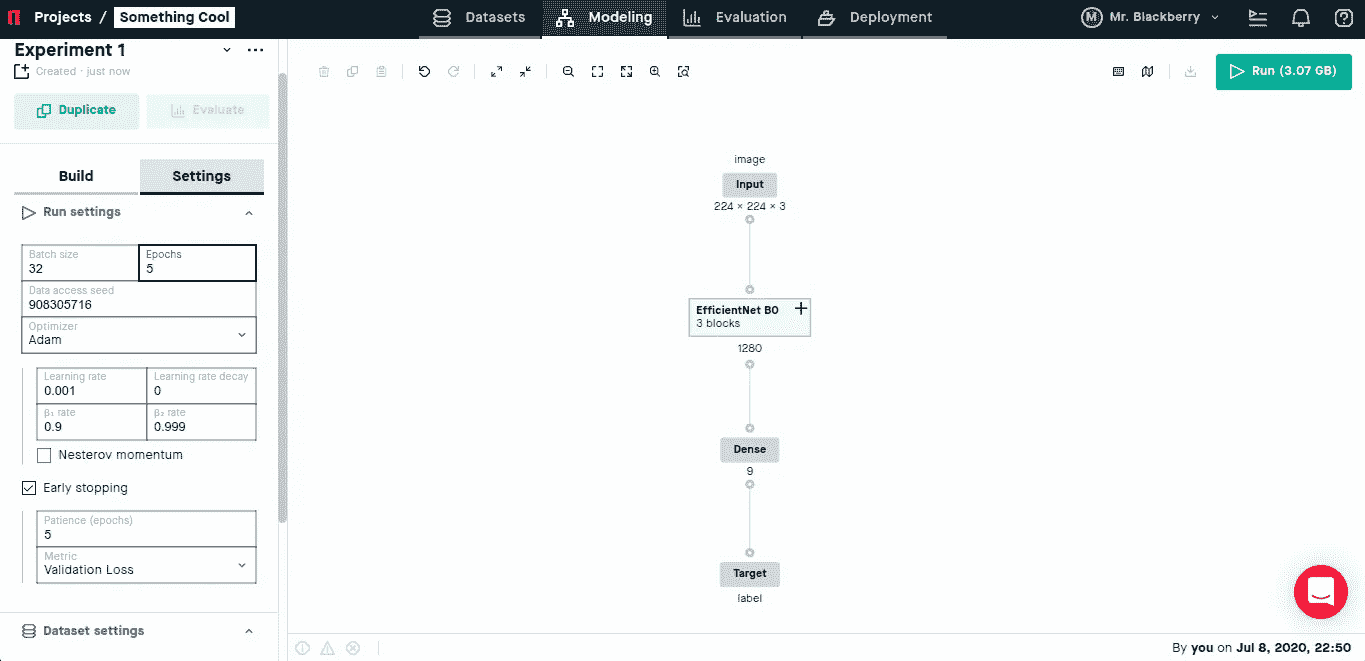 Projects / Something Cool
Datasets
Modeling
Evaluation
Deployment
M Mr. Blackberry
Experiment 1
Created · just now
Duplicate
Evaluate
Build
Settings
Run settings
Batch size
32
Epochs
5
Data access seed
908305716
Optimizer
Adam
Learning rate
0.001
Learning rate decay
0
β₁ rate
0.9
β₂ rate
0.999
Nesterov momentum
Early stopping
Patience (epochs)
5
Metric
Validation Loss
Dataset settings
Run (3.07 GB)
image
Input
224 × 224 × 3
EfficientNet B0
3 blocks
1280
Dense
9
Target
label
By you on Jul 8, 2020, 22:50